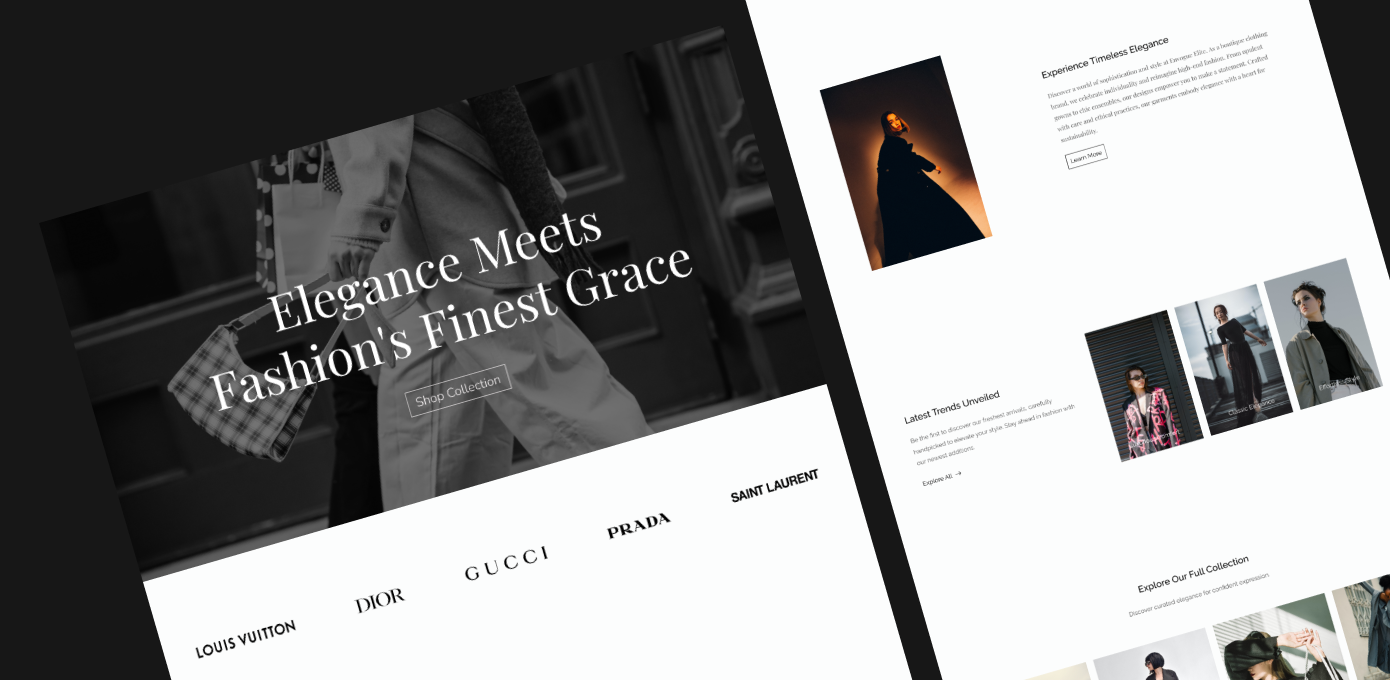 Elegance Meets
Fashion's Finest Grace
Shop Collection
LOUIS VUITTON
DIOR
GUCCI
PRADA
SAINT LAURENT
Experience Timeless Elegance
Discover a world of sophistication and style at Envogue Elite. As a boutique clothing
brand, we celebrate individuality and reimagine high-end fashion. From opulent
gowns to elite ensembles, our designs empower you to make a statement. Crafted
with care and ethical practices, our garments embody elegance with a heart for
sustainability.
Learn More
Latest Trends Unveiled
Be the first to discover our freshest arrivals, carefully
handpicked to elevate your style. Stay ahead in fashion with
our newest additions.
Explore All →
Classic Elegance
Style
Explore Our Full Collection
Discover curated elegance for confident expression